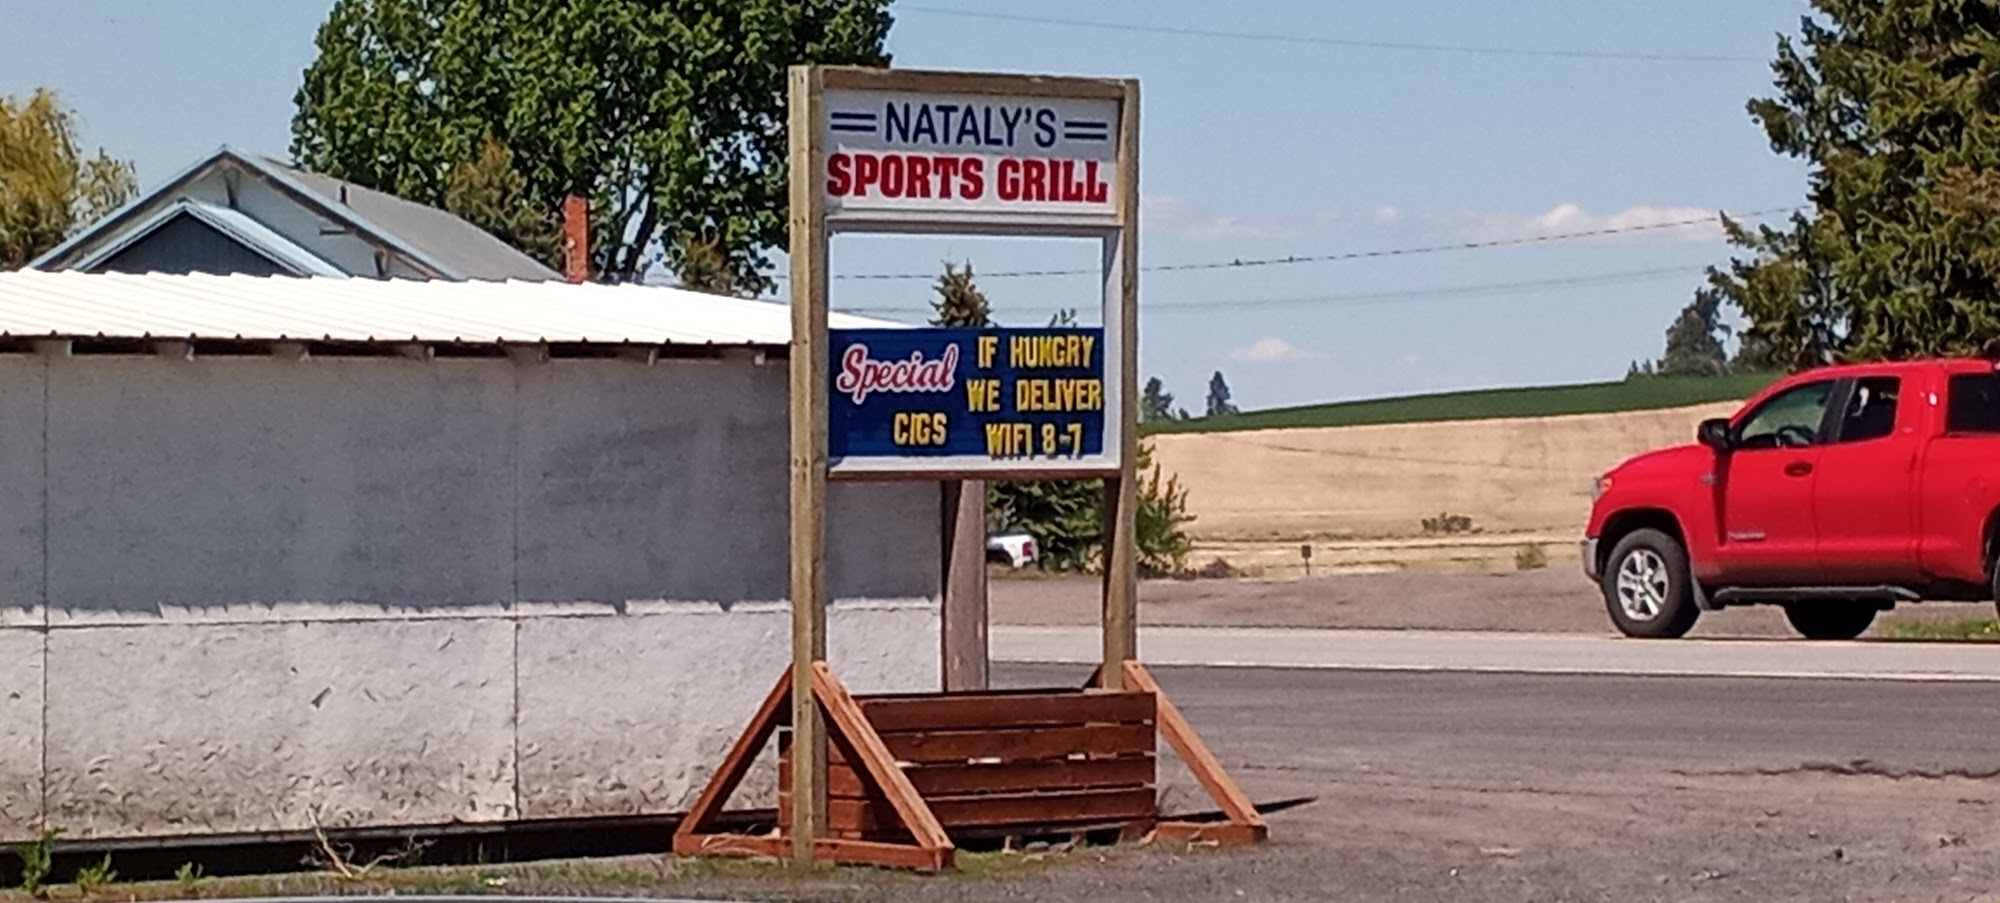 NATALY'S
SPORTS GRILL
Special
IF HUNGRY
WE DELIVER
CIGS
WIFI 8-7